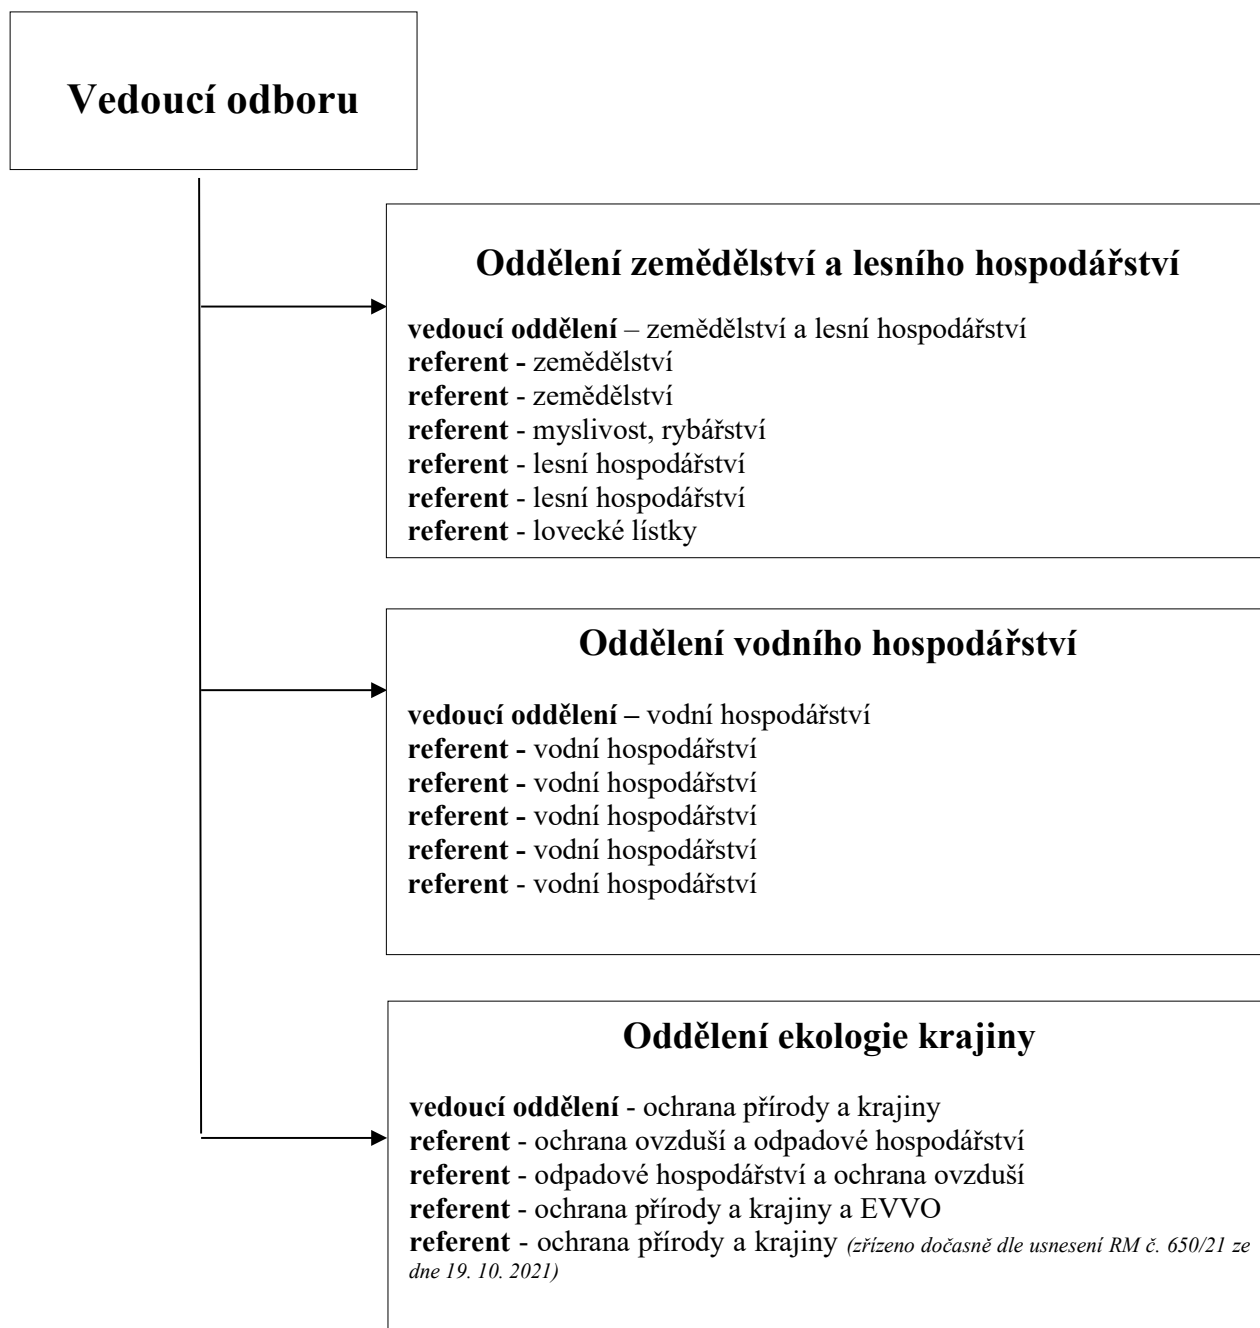 Vedoucí odboru
Oddělení zemědělství a lesního hospodářství
vedoucí oddělení – zemědělství a lesní hospodářství
referent - zemědělství
referent - zemědělství
referent - myslivost, rybářství
referent - lesní hospodářství
referent - lesní hospodářství
referent - lovecké lístky
Oddělení vodního hospodářství
vedoucí oddělení – vodní hospodářství
referent - vodní hospodářství
referent - vodní hospodářství
referent - vodní hospodářství
referent - vodní hospodářství
referent - vodní hospodářství
Oddělení ekologie krajiny
vedoucí oddělení - ochrana přírody a krajiny
referent - ochrana ovzduší a odpadové hospodářství
referent - odpadové hospodářství a ochrana ovzduší
referent - ochrana přírody a krajiny a EVVO
referent - ochrana přírody a krajiny (zřízeno dočasně dle usnesení RM č. 650/21 ze
dne 19. 10. 2021)